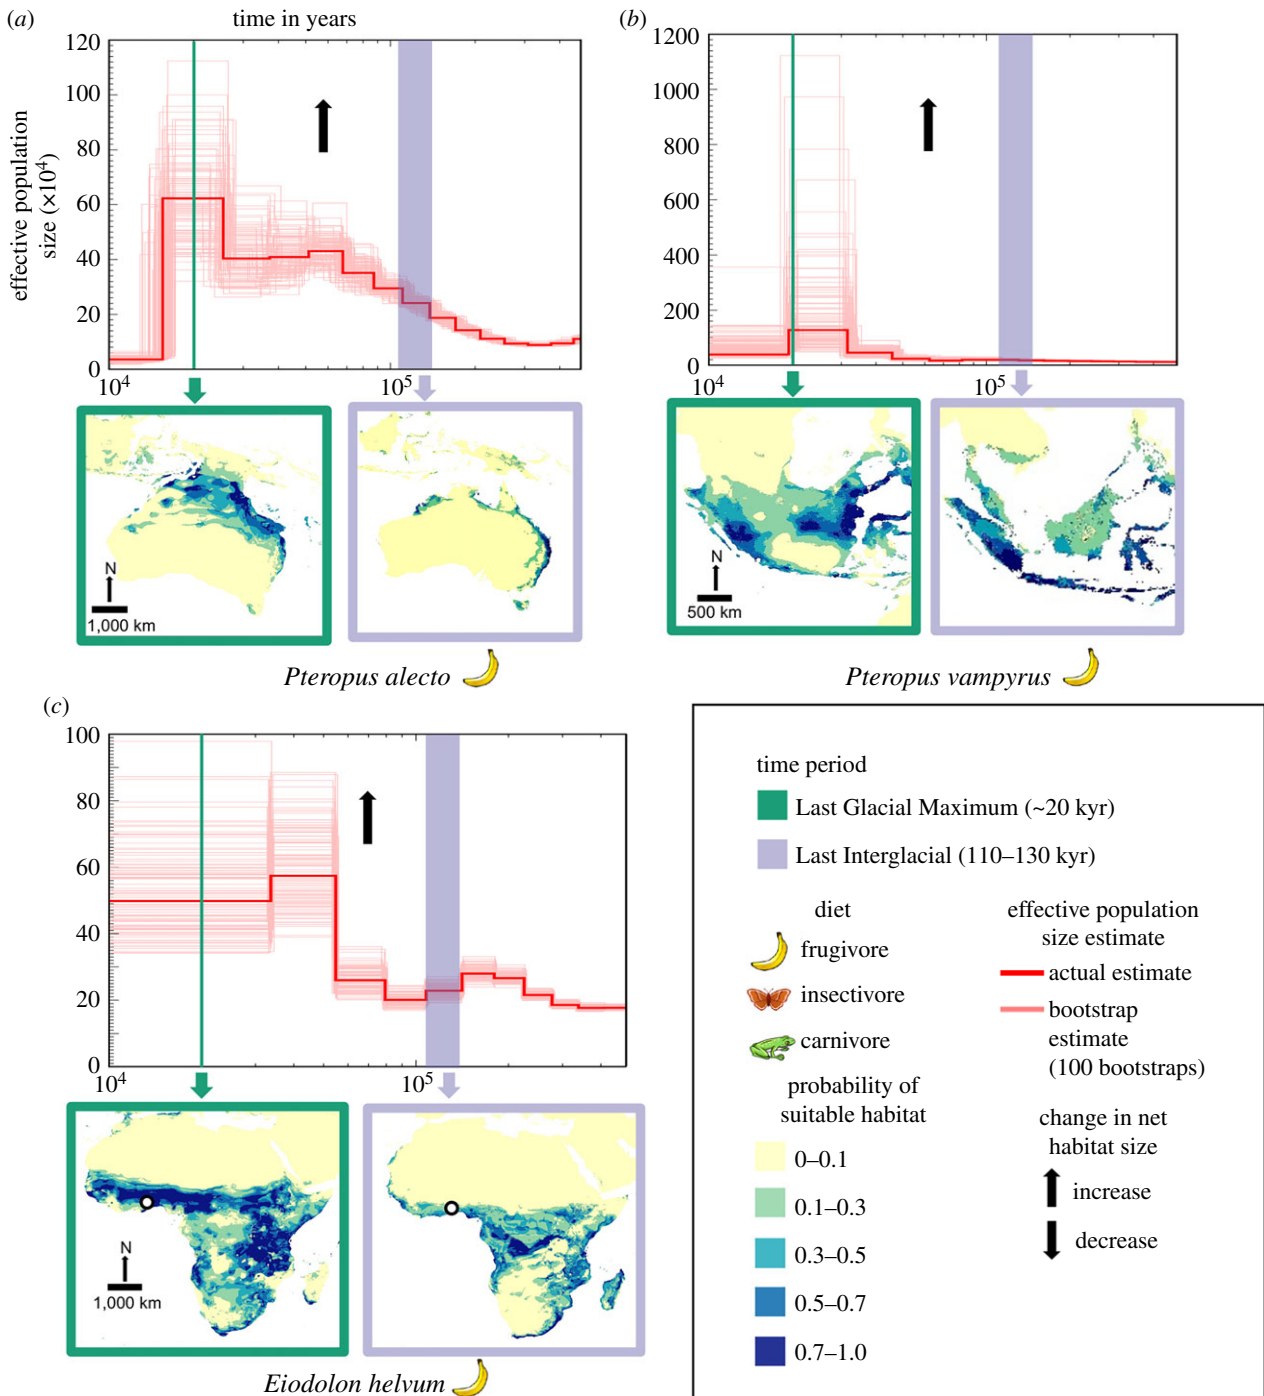 (a)
time in years
effective population
size (×10⁴)
120
100
80
60
40
20
0
10⁴
10⁵
N
1,000 km
Pteropus alecto
(b)
1200
1000
800
600
400
200
0
10⁴
10⁵
N
500 km
Pteropus vampyrus
(c)
100
80
60
40
20
0
10⁴
10⁵
N
1,000 km
Eiodolon helvum
time period
Last Glacial Maximum (~20 kyr)
Last Interglacial (110–130 kyr)
diet
frugivore
insectivore
carnivore
probability of
suitable habitat
0–0.1
0.1–0.3
0.3–0.5
0.5–0.7
0.7–1.0
effective population
size estimate
actual estimate
bootstrap
estimate
(100 bootstraps)
change in net
habitat size
increase
decrease